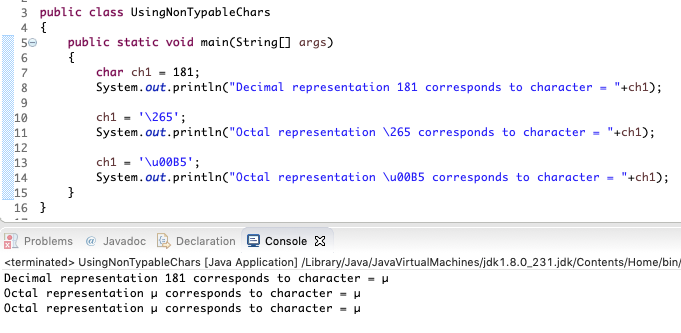 3 public class UsingNonTypableChars
4 {
5 public static void main(String[] args)
6 {
7 char ch1 = 181;
8 System.out.println("Decimal representation 181 corresponds to character = "+ch1);
9
10 ch1 = '\265';
11 System.out.println("Octal representation \265 corresponds to character = "+ch1);
12
13 ch1 = '\u00B5';
14 System.out.println("Octal representation \u00B5 corresponds to character = "+ch1);
15 }
16 }
Problems @ Javadoc Declaration Console
<terminated> UsingNonTypableChars [Java Application] /Library/Java/JavaVirtualMachines/jdk1.8.0_231.jdk/Contents/Home/bin/
Decimal representation 181 corresponds to character = µ
Octal representation µ corresponds to character = µ
Octal representation µ corresponds to character = µ